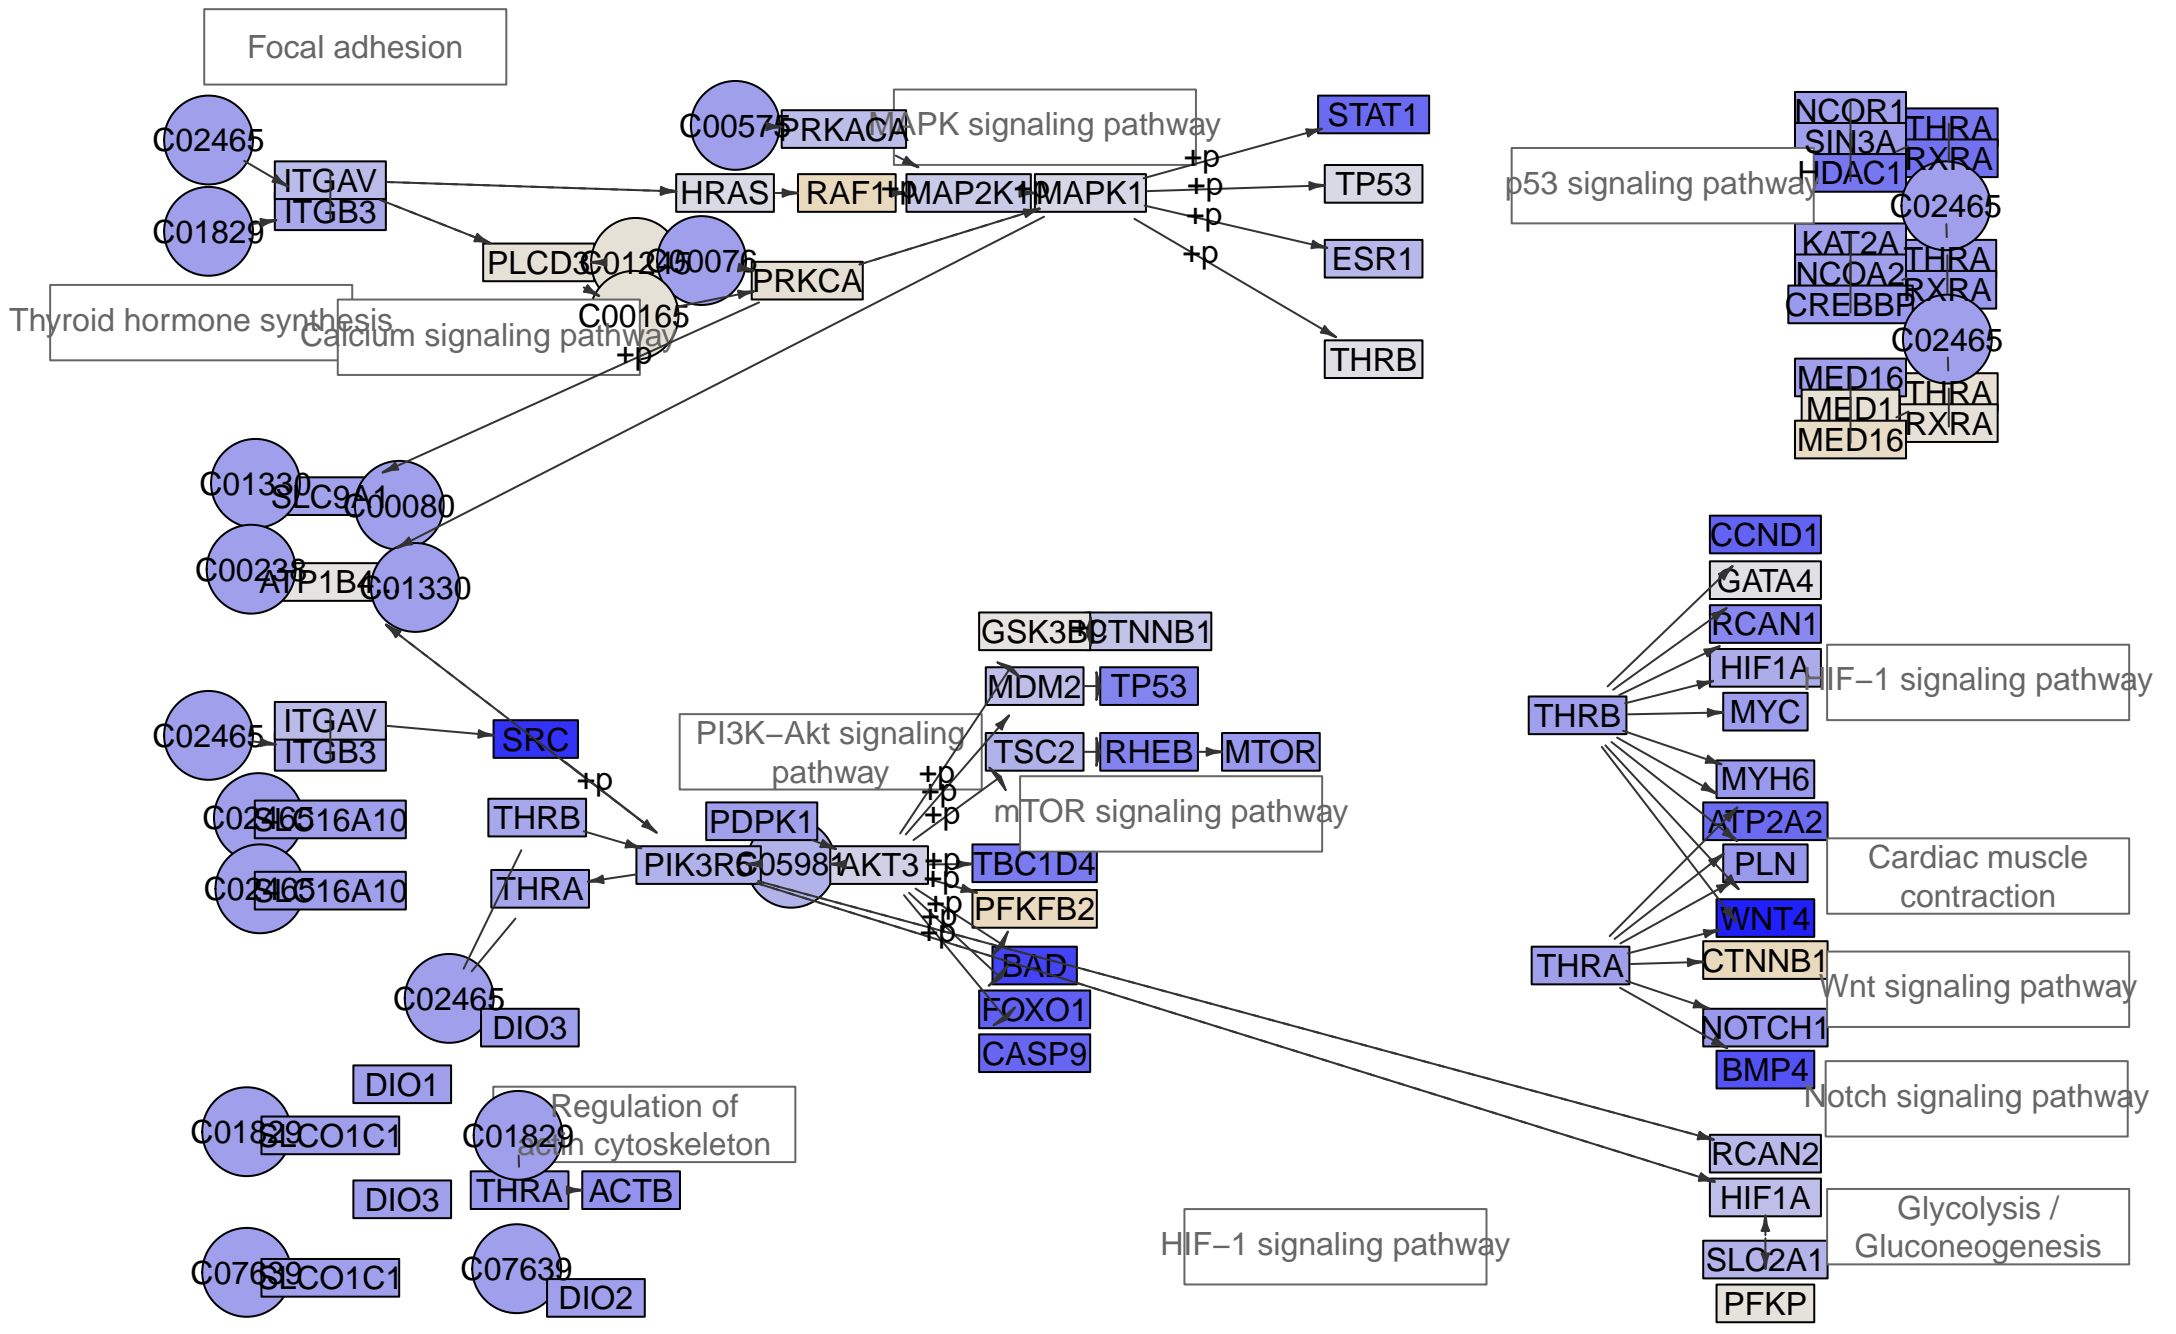 Focal adhesion
C02465
C01829
ITGAV
ITGB3
C00575
PRKACA
MAPK signaling pathway
HRAS
RAF1
+p
MAP2K1
+p
MAPK1
+p
+p
+p
+p
STAT1
TP53
ESR1
THRB
PLCD3
C01245
C00076
C00165
PRKCA
Thyroid hormone synthesis
Calcium signaling pathway
+p
p53 signaling pathway
NCOR1
SIN3A
HDAC1
THRA
RXRA
C02465
KAT2A
NCOA2
CREBBP
THRA
RXRA
C02465
MED16
MED1
MED16
THRA
RXRA
C01330
SLC9A1
C00080
C00238
ATP1B4...
C01330
C02465
ITGAV
ITGB3
SRC
+p
C02465
SLC16A10
C02465
SLC16A10
THRB
THRA
C02465
DIO3
PI3K−Akt signaling
pathway
PDPK1
PIK3R6
C05981
AKT3
GSK3B
+p
CTNNB1
MDM2
TP53
TSC2
RHEB
MTOR
mTOR signaling pathway
+p
+p
+p
+p
+p
+p
+p
+p
TBC1D4
PFKFB2
BAD
FOXO1
CASP9
DIO1
C01829
SLCO1C1
DIO3
C07639
SLCO1C1
Regulation of
actin cytoskeleton
C01829
THRA
ACTB
C07639
DIO2
HIF−1 signaling pathway
CCND1
GATA4
RCAN1
HIF1A
MYC
HIF−1 signaling pathway
THRB
MYH6
ATP2A2
PLN
Cardiac muscle
contraction
WNT4
CTNNB1
THRA
Wnt signaling pathway
NOTCH1
BMP4
Notch signaling pathway
RCAN2
HIF1A
SLC2A1
PFKP
Glycolysis /
Gluconeogenesis